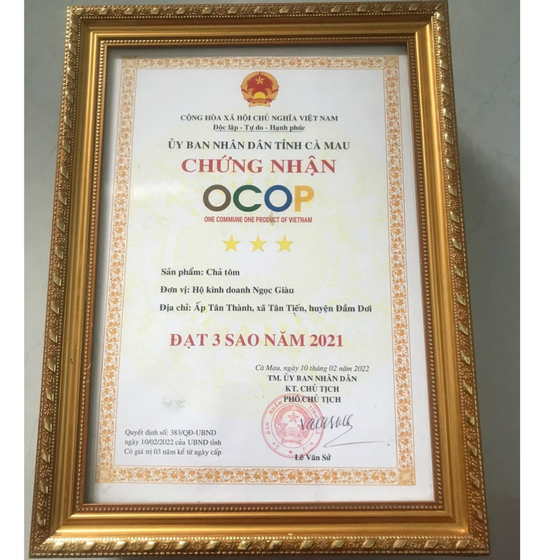 CỘNG HÒA XÃ HỘI CHỦ NGHĨA VIỆT NAM
Độc lập - Tự do - Hạnh phúc
ỦY BAN NHÂN DÂN TỈNH CÀ MAU
CHỨNG NHẬN
OCOP
ONE COMMUNE ONE PRODUCT OF VIETNAM
Sản phẩm: Chả tôm
Đơn vị: Hộ kinh doanh Ngọc Giàu
Địa chỉ: Ấp Tân Thành, xã Tân Tiến, huyện Đầm Dơi
ĐẠT 3 SAO NĂM 2021
Cà Mau, ngày 10 tháng 02 năm 2022
TM. ỦY BAN NHÂN DÂN
KT. CHỦ TỊCH
PHÓ CHỦ TỊCH
Quyết định số: 383/QĐ-UBND
ngày 10/02/2022 của UBND tỉnh
Có giá trị 03 năm kể từ ngày cấp
Lê Văn Sử